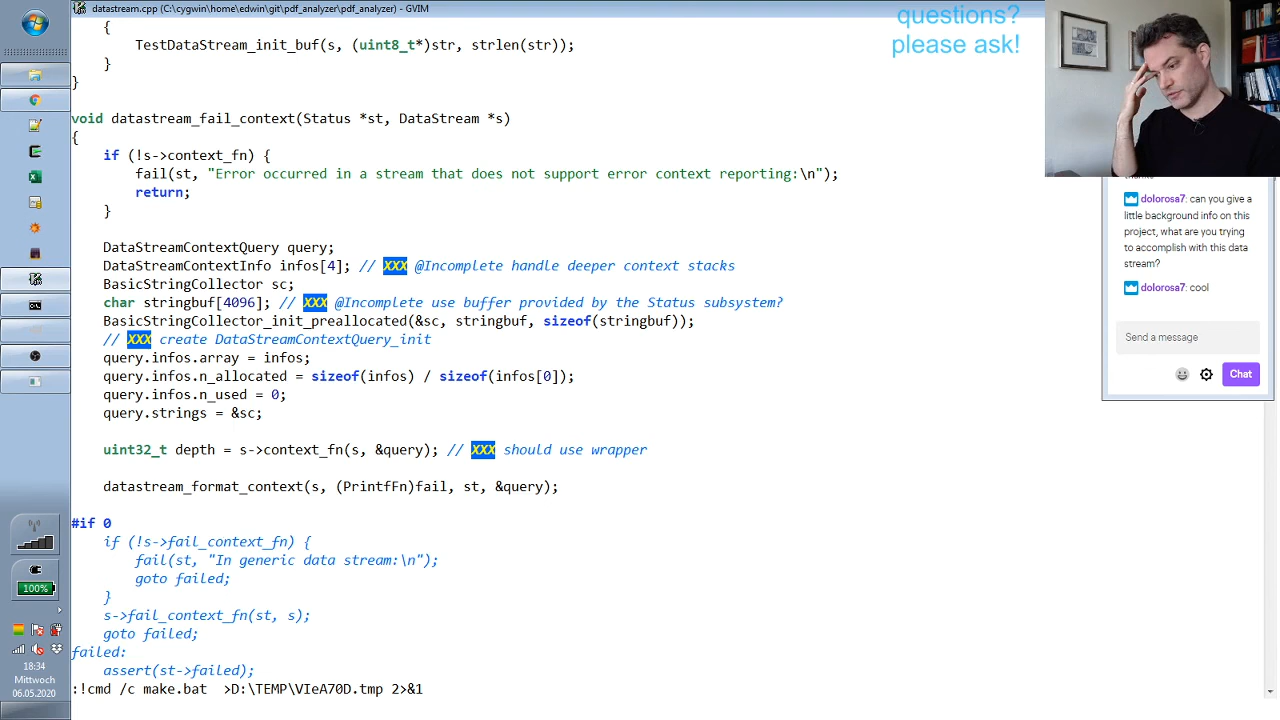 datastream.cpp (C:\cygwin\home\edwin\git\pdf_analyzer\pdf_analyzer) - GVIM
questions?
please ask!
    {
        TestDataStream_init_buf(s, (uint8_t*)str, strlen(str));
    }
}
void datastream_fail_context(Status *st, DataStream *s)
{
    if (!s->context_fn) {
        fail(st, "Error occurred in a stream that does not support error context reporting:\n");
        return;
    }
    DataStreamContextQuery query;
    DataStreamContextInfo infos[4]; // XXX @Incomplete handle deeper context stacks
    BasicStringCollector sc;
    char stringbuf[4096]; // XXX @Incomplete use buffer provided by the Status subsystem?
    BasicStringCollector_init_preallocated(&sc, stringbuf, sizeof(stringbuf));
    // XXX create DataStreamContextQuery_init
    query.infos.array = infos;
    query.infos.n_allocated = sizeof(infos) / sizeof(infos[0]);
    query.infos.n_used = 0;
    query.strings = &sc;
    uint32_t depth = s->context_fn(s, &query); // XXX should use wrapper
    datastream_format_context(s, (PrintfFn)fail, st, &query);
#if 0
    if (!s->fail_context_fn) {
        fail(st, "In generic data stream:\n");
        goto failed;
    }
    s->fail_context_fn(st, s);
    goto failed;
failed:
    assert(st->failed);
:!cmd /c make.bat  >D:\TEMP\VIeA70D.tmp 2>&1
dolorosa7: can you give a
little background info on this
project, what are you trying
to accomplish with this data
stream?
dolorosa7: cool
Send a message
Chat
100%
18:34
Mittwoch
06.05.2020